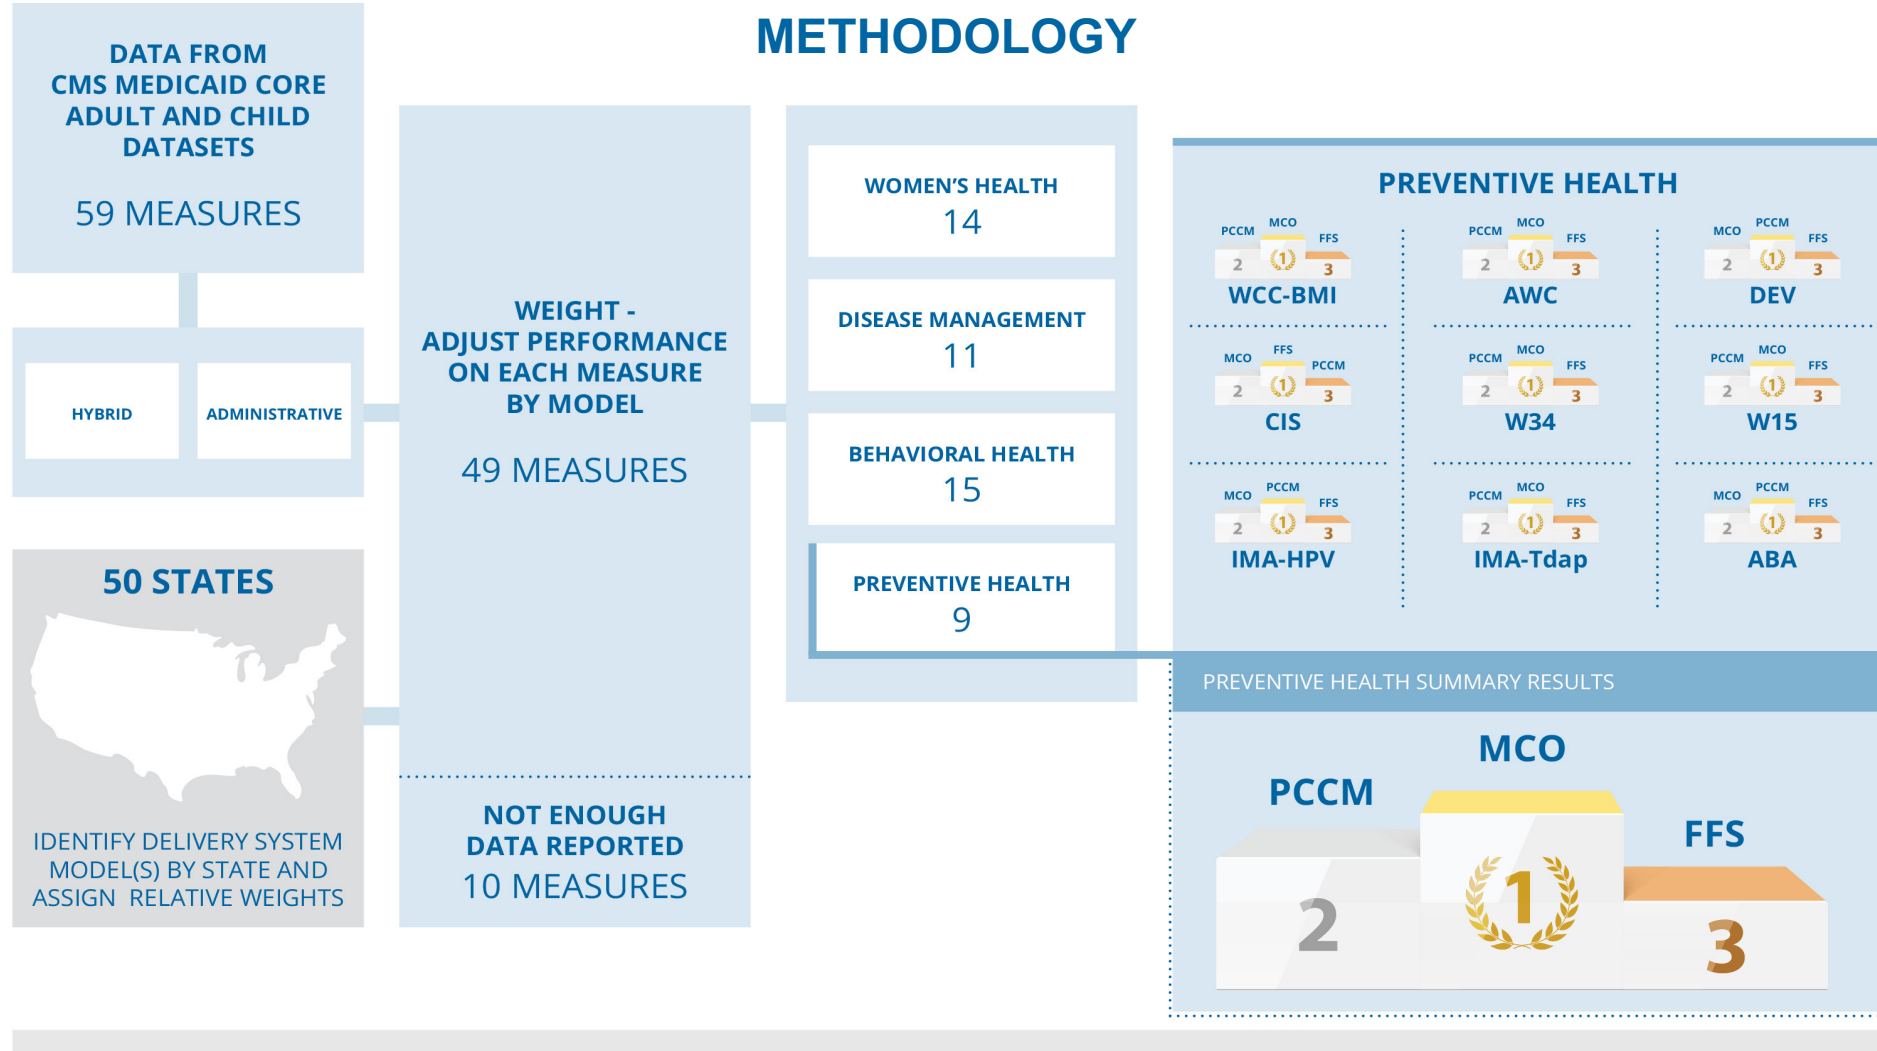 METHODOLOGY
DATA FROM
CMS MEDICAID CORE
ADULT AND CHILD
DATASETS
59 MEASURES
HYBRID
ADMINISTRATIVE
50 STATES
IDENTIFY DELIVERY SYSTEM
MODEL(S) BY STATE AND
ASSIGN RELATIVE WEIGHTS
WEIGHT -
ADJUST PERFORMANCE
ON EACH MEASURE
BY MODEL
49 MEASURES
NOT ENOUGH
DATA REPORTED
10 MEASURES
WOMEN'S HEALTH
14
DISEASE MANAGEMENT
11
BEHAVIORAL HEALTH
15
PREVENTIVE HEALTH
9
PREVENTIVE HEALTH
PCCM MCO FFS
2 1 3
WCC-BMI
PCCM MCO FFS
2 1 3
AWC
MCO PCCM FFS
2 1 3
DEV
MCO FFS PCCM
2 1 3
CIS
PCCM MCO FFS
2 1 3
W34
PCCM MCO FFS
2 1 3
W15
MCO PCCM FFS
2 1 3
IMA-HPV
PCCM MCO FFS
2 1 3
IMA-Tdap
MCO PCCM FFS
2 1 3
ABA
PREVENTIVE HEALTH SUMMARY RESULTS
PCCM MCO FFS
2 1 3